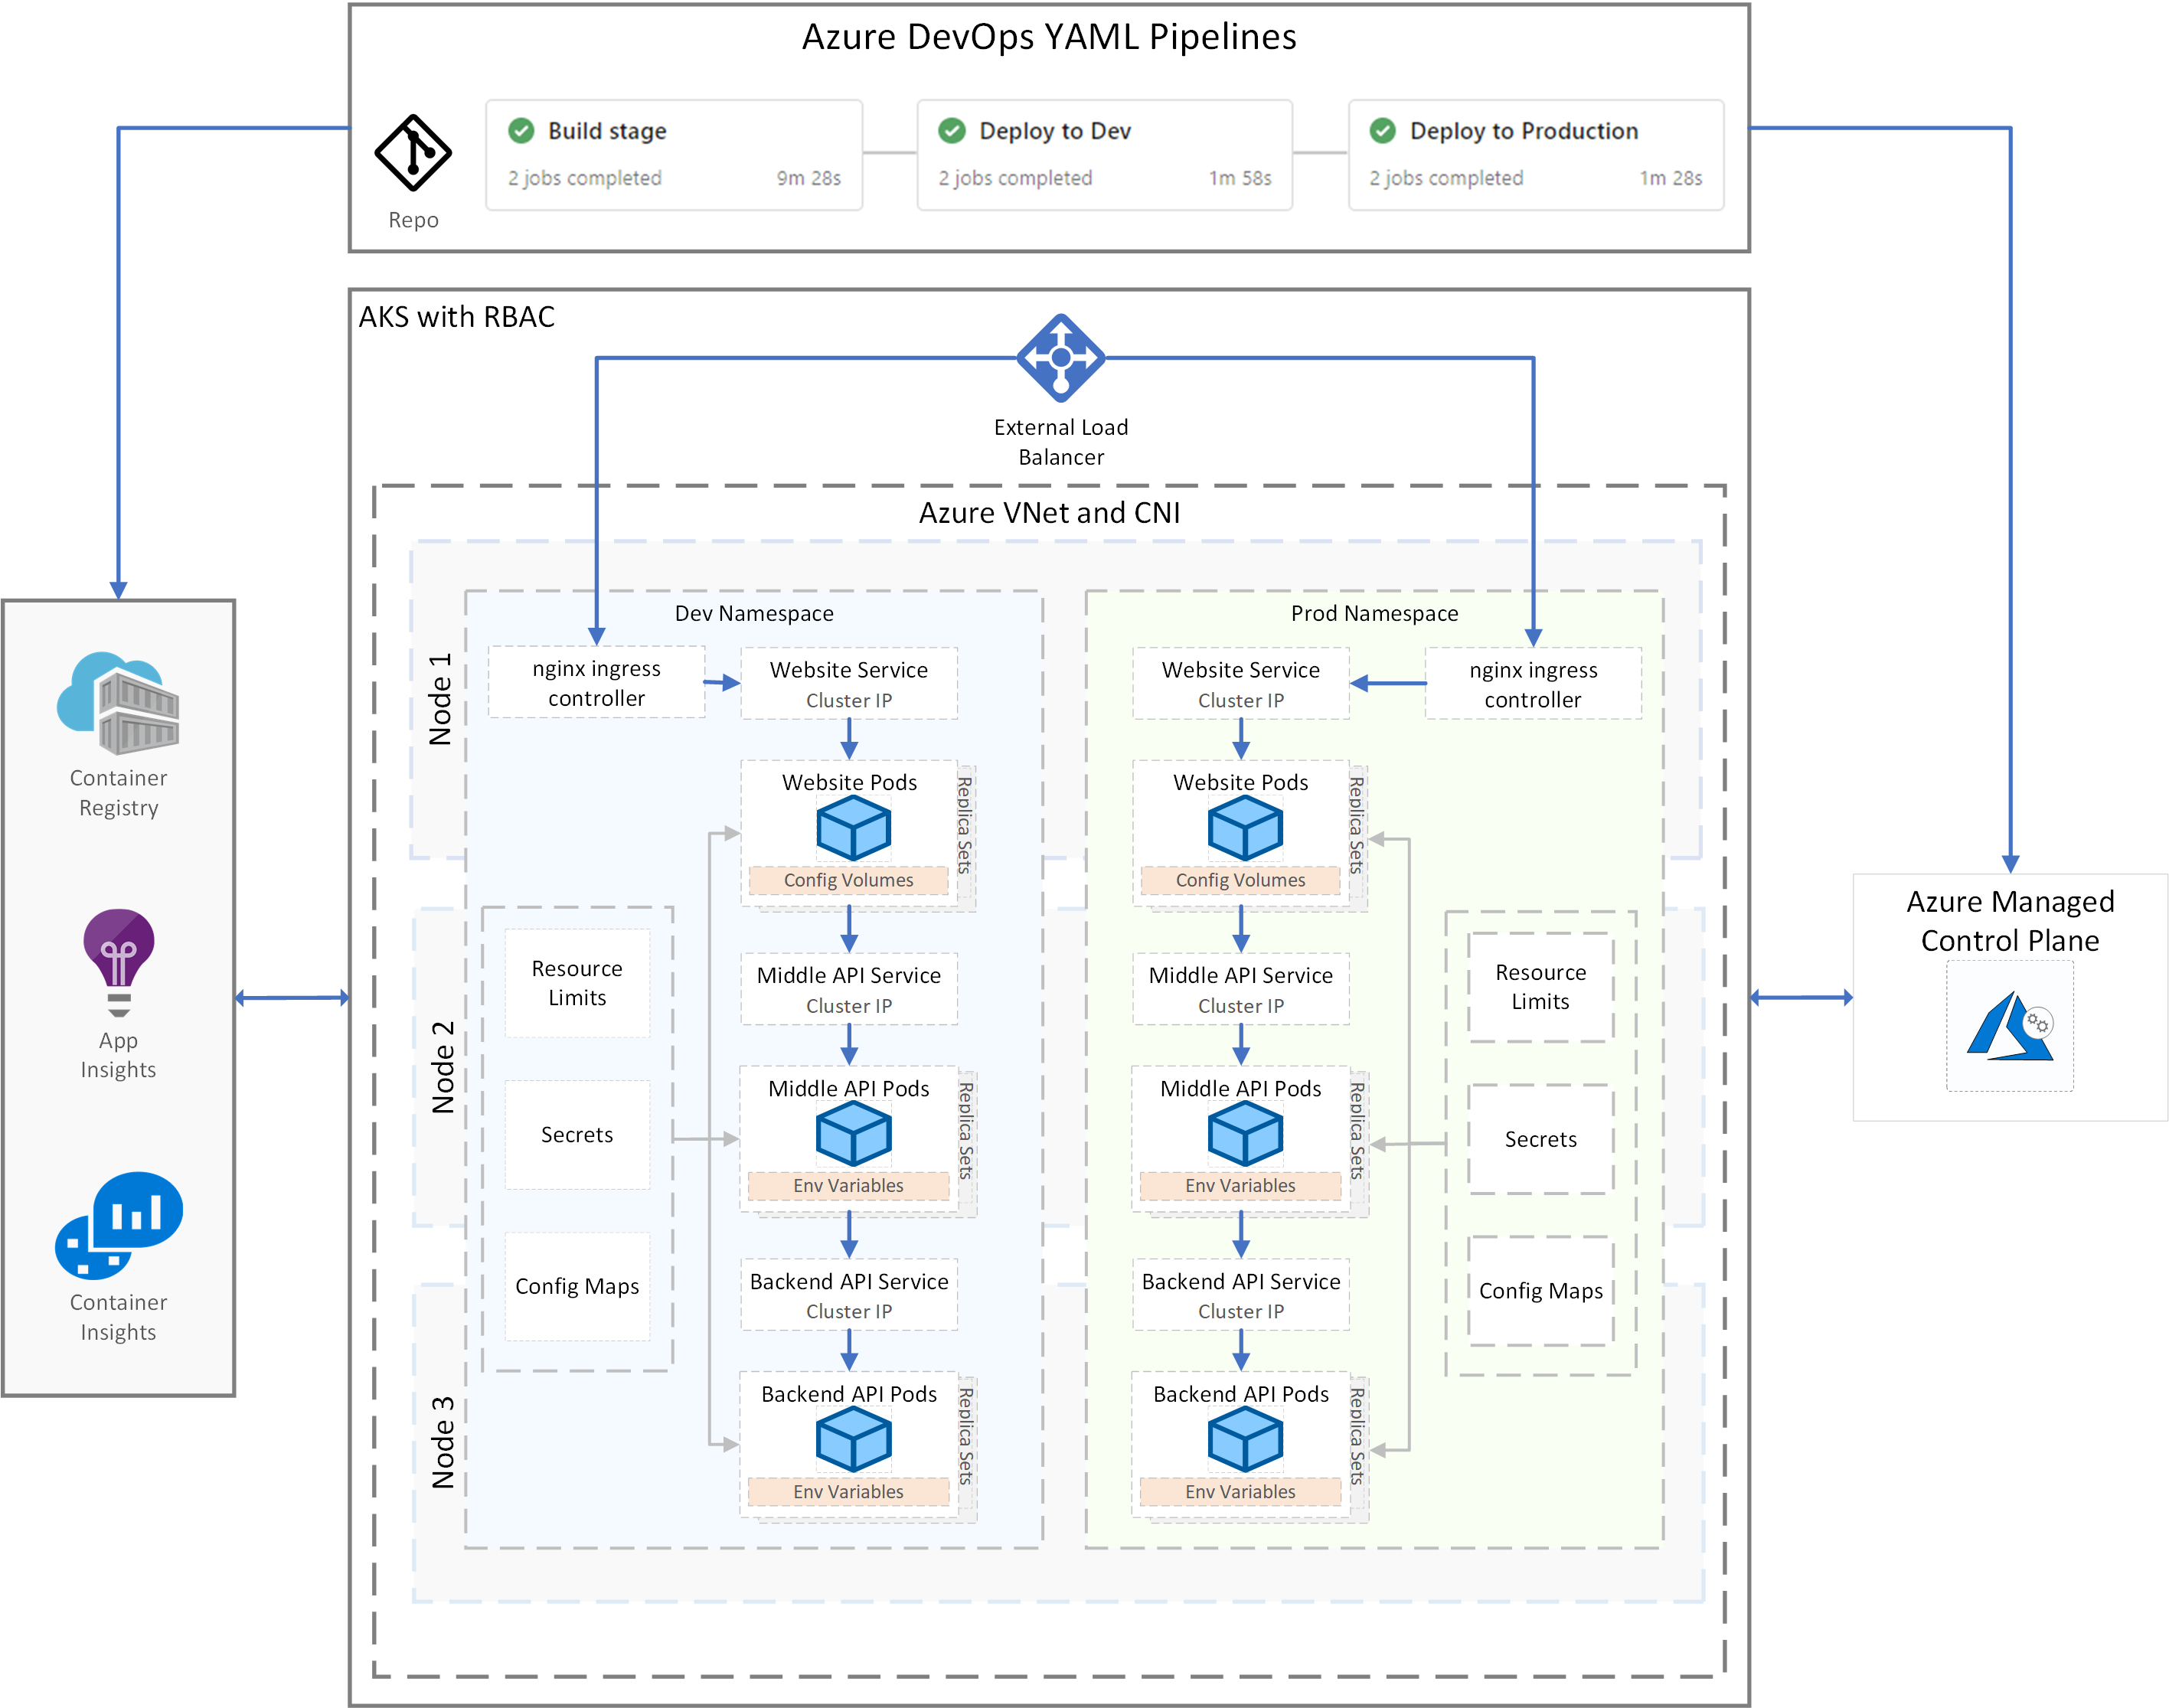 Azure DevOps YAML Pipelines
Repo
Build stage
2 jobs completed 9m 28s
Deploy to Dev
2 jobs completed 1m 58s
Deploy to Production
2 jobs completed 1m 28s
AKS with RBAC
External Load
Balancer
Azure VNet and CNI
Container
Registry
App
Insights
Container
Insights
Node 1
Node 2
Node 3
Dev Namespace
nginx ingress
controller
Website Service
Cluster IP
Website Pods
Config Volumes
Replica Sets
Middle API Service
Cluster IP
Middle API Pods
Env Variables
Replica Sets
Backend API Service
Cluster IP
Backend API Pods
Env Variables
Replica Sets
Resource
Limits
Secrets
Config Maps
Prod Namespace
Website Service
Cluster IP
nginx ingress
controller
Website Pods
Config Volumes
Replica Sets
Middle API Service
Cluster IP
Middle API Pods
Env Variables
Replica Sets
Backend API Service
Cluster IP
Backend API Pods
Env Variables
Replica Sets
Resource
Limits
Secrets
Config Maps
Azure Managed
Control Plane